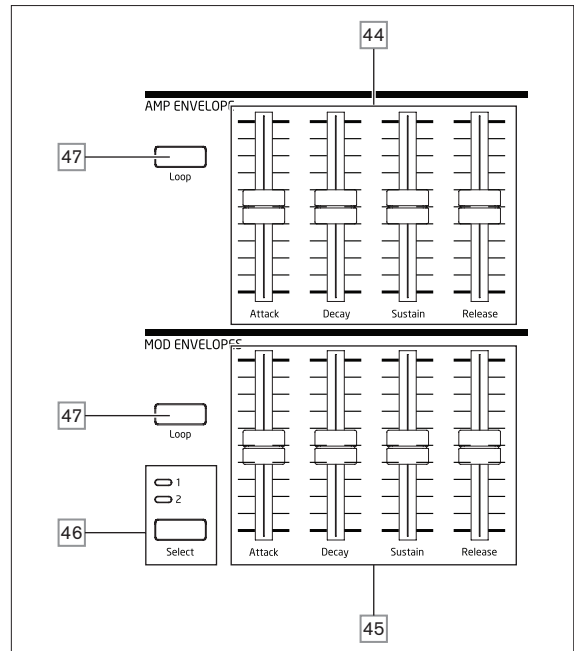 44
AMP ENVELOPE
47
Loop
Attack Decay Sustain Release
MOD ENVELOPES
47
Loop
1
2
46
Select
Attack Decay Sustain Release
45